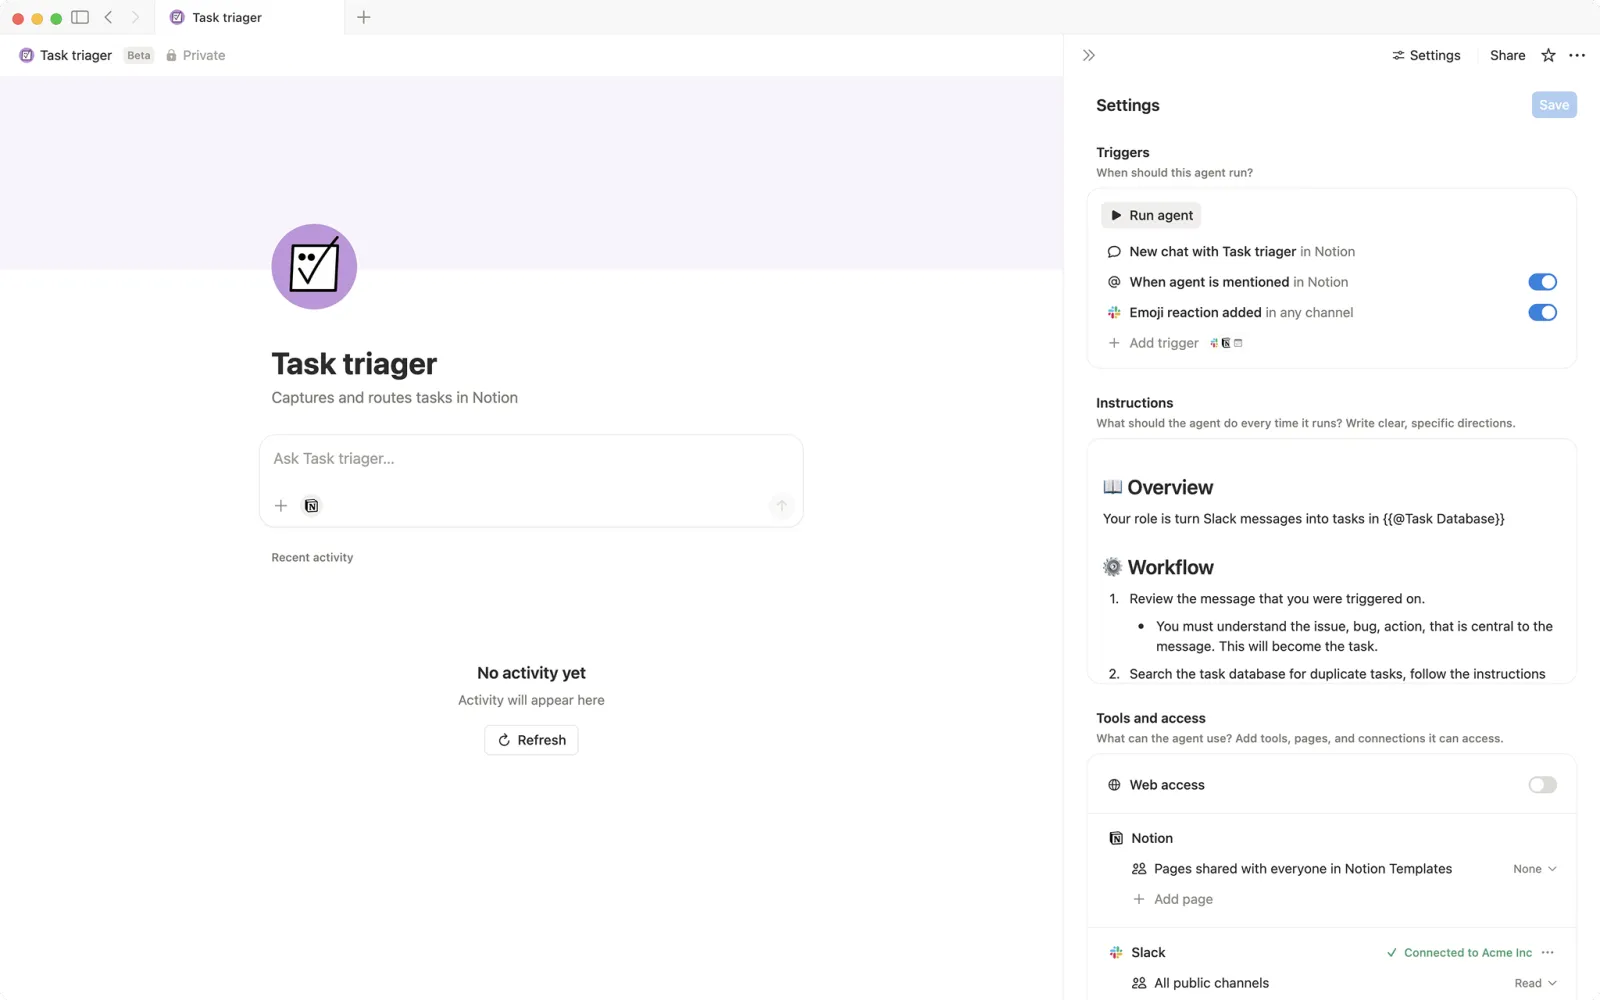 Task triager
Task triager Beta Private
Settings Share
Settings
Save
Triggers
When should this agent run?
Run agent
New chat with Task triager in Notion
When agent is mentioned in Notion
Emoji reaction added in any channel
Add trigger
Instructions
What should the agent do every time it runs? Write clear, specific directions.
Overview
Your role is turn Slack messages into tasks in {{@Task Database}}
Workflow
1. Review the message that you were triggered on.
• You must understand the issue, bug, action, that is central to the
message. This will become the task.
2. Search the task database for duplicate tasks, follow the instructions
Tools and access
What can the agent use? Add tools, pages, and connections it can access.
Web access
Notion
Pages shared with everyone in Notion Templates None
Add page
Slack Connected to Acme Inc
All public channels Read
Task triager
Captures and routes tasks in Notion
Ask Task triager...
Recent activity
No activity yet
Activity will appear here
Refresh